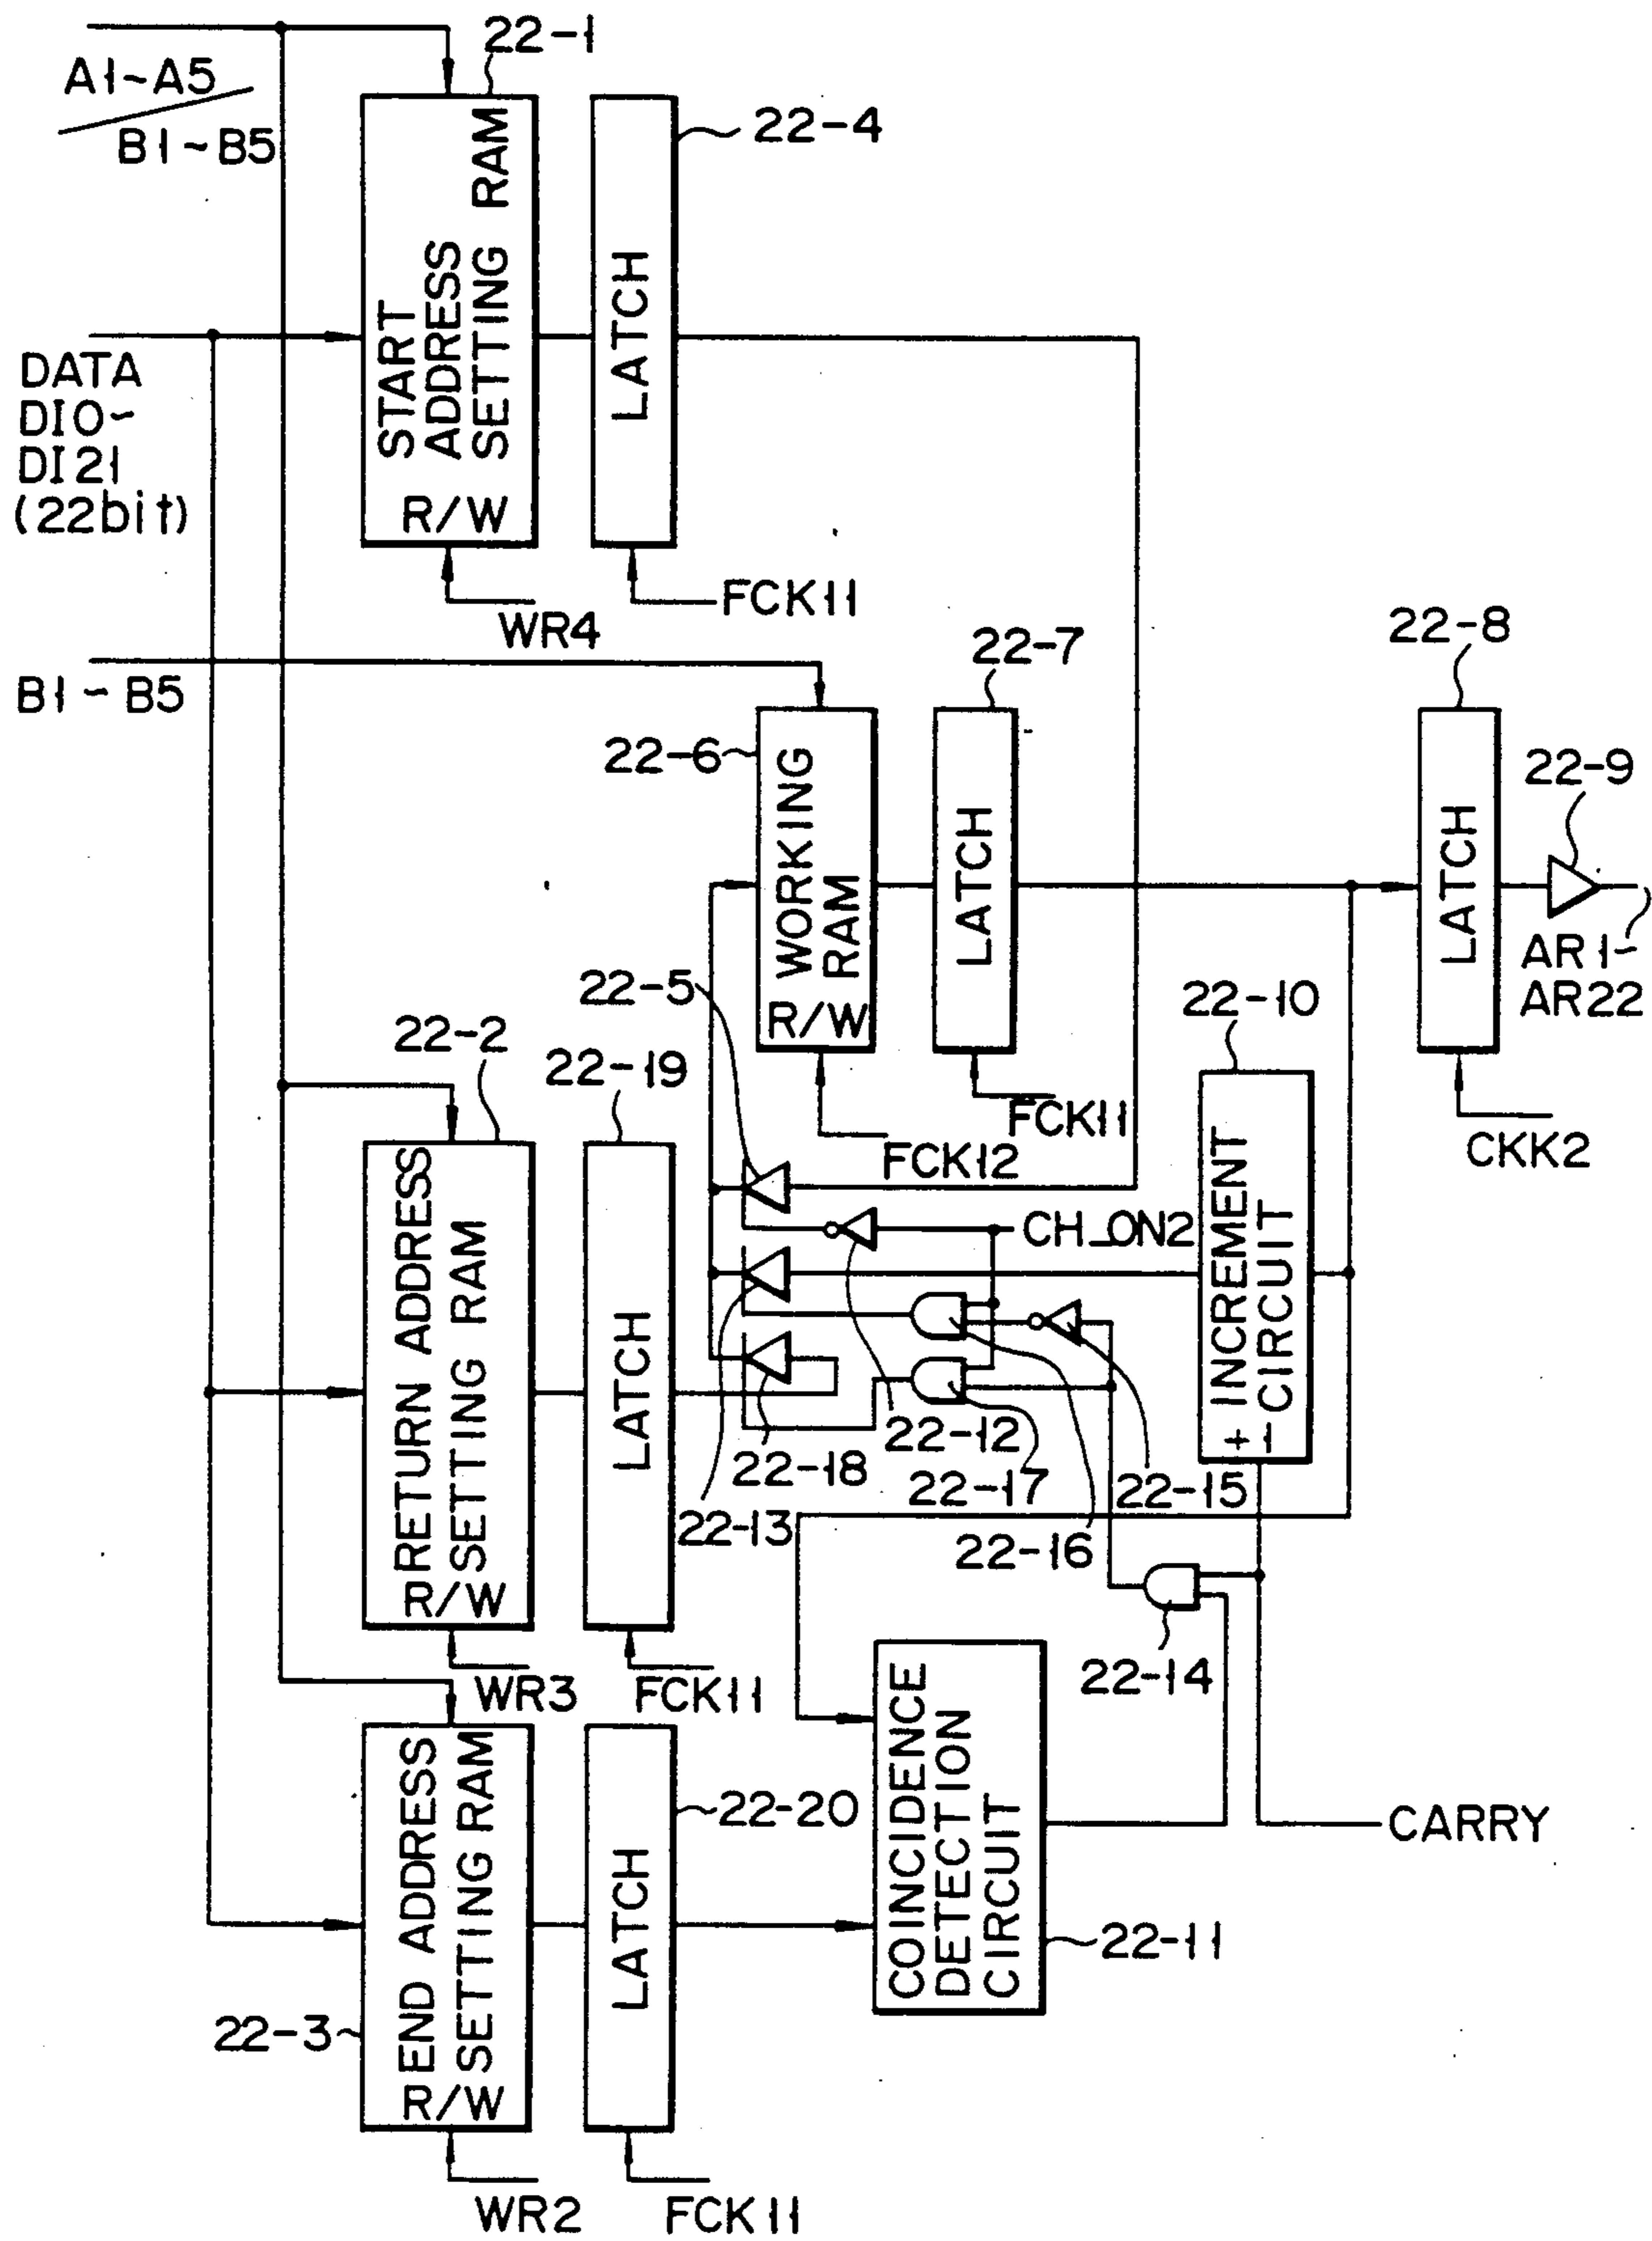 A1~A5
B1~B5
22-1
START
ADDRESS
SETTING RAM
R/W
WR4
22-4
LATCH
FCK11
DATA
DI0~
DI21
(22bit)
B1~B5
22-6
WORKING
RAM
R/W
FCK12
22-7
LATCH
FCK11
22-8
LATCH
CKK2
22-9
AR1-
AR22
22-5
22-10
+1 INCREMENT
CIRCUIT
22-2
RETURN ADDRESS
SETTING RAM
R/W
WR3
22-19
LATCH
FCK11
CH_ON2
22-12
22-18
22-17
22-15
22-13
22-16
22-14
22-3
END ADDRESS
SETTING RAM
R/W
WR2
22-20
LATCH
FCK11
COINCIDENCE
DETECTION
CIRCUIT
22-11
CARRY